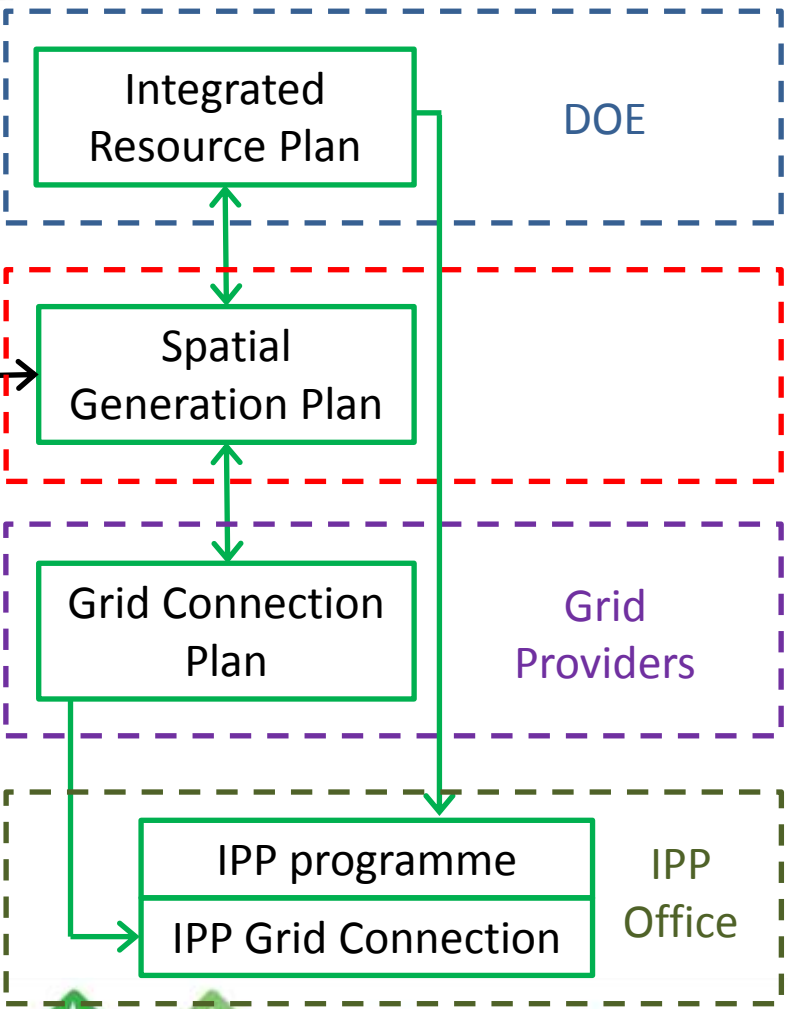 Integrated
Resource Plan
DOE
Spatial
Generation Plan
Grid Connection
Plan
Grid
Providers
IPP programme
IPP Grid Connection
IPP
Office